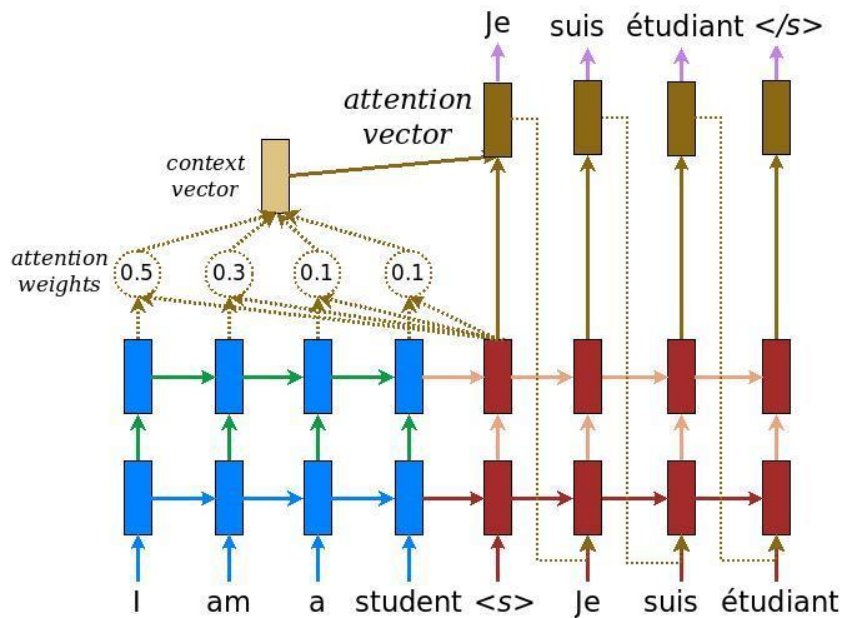 Je suis étudiant </s>
attention
vector
context
vector
attention
weights
0.5 0.3 0.1 0.1
I am a student <s> Je suis étudiant